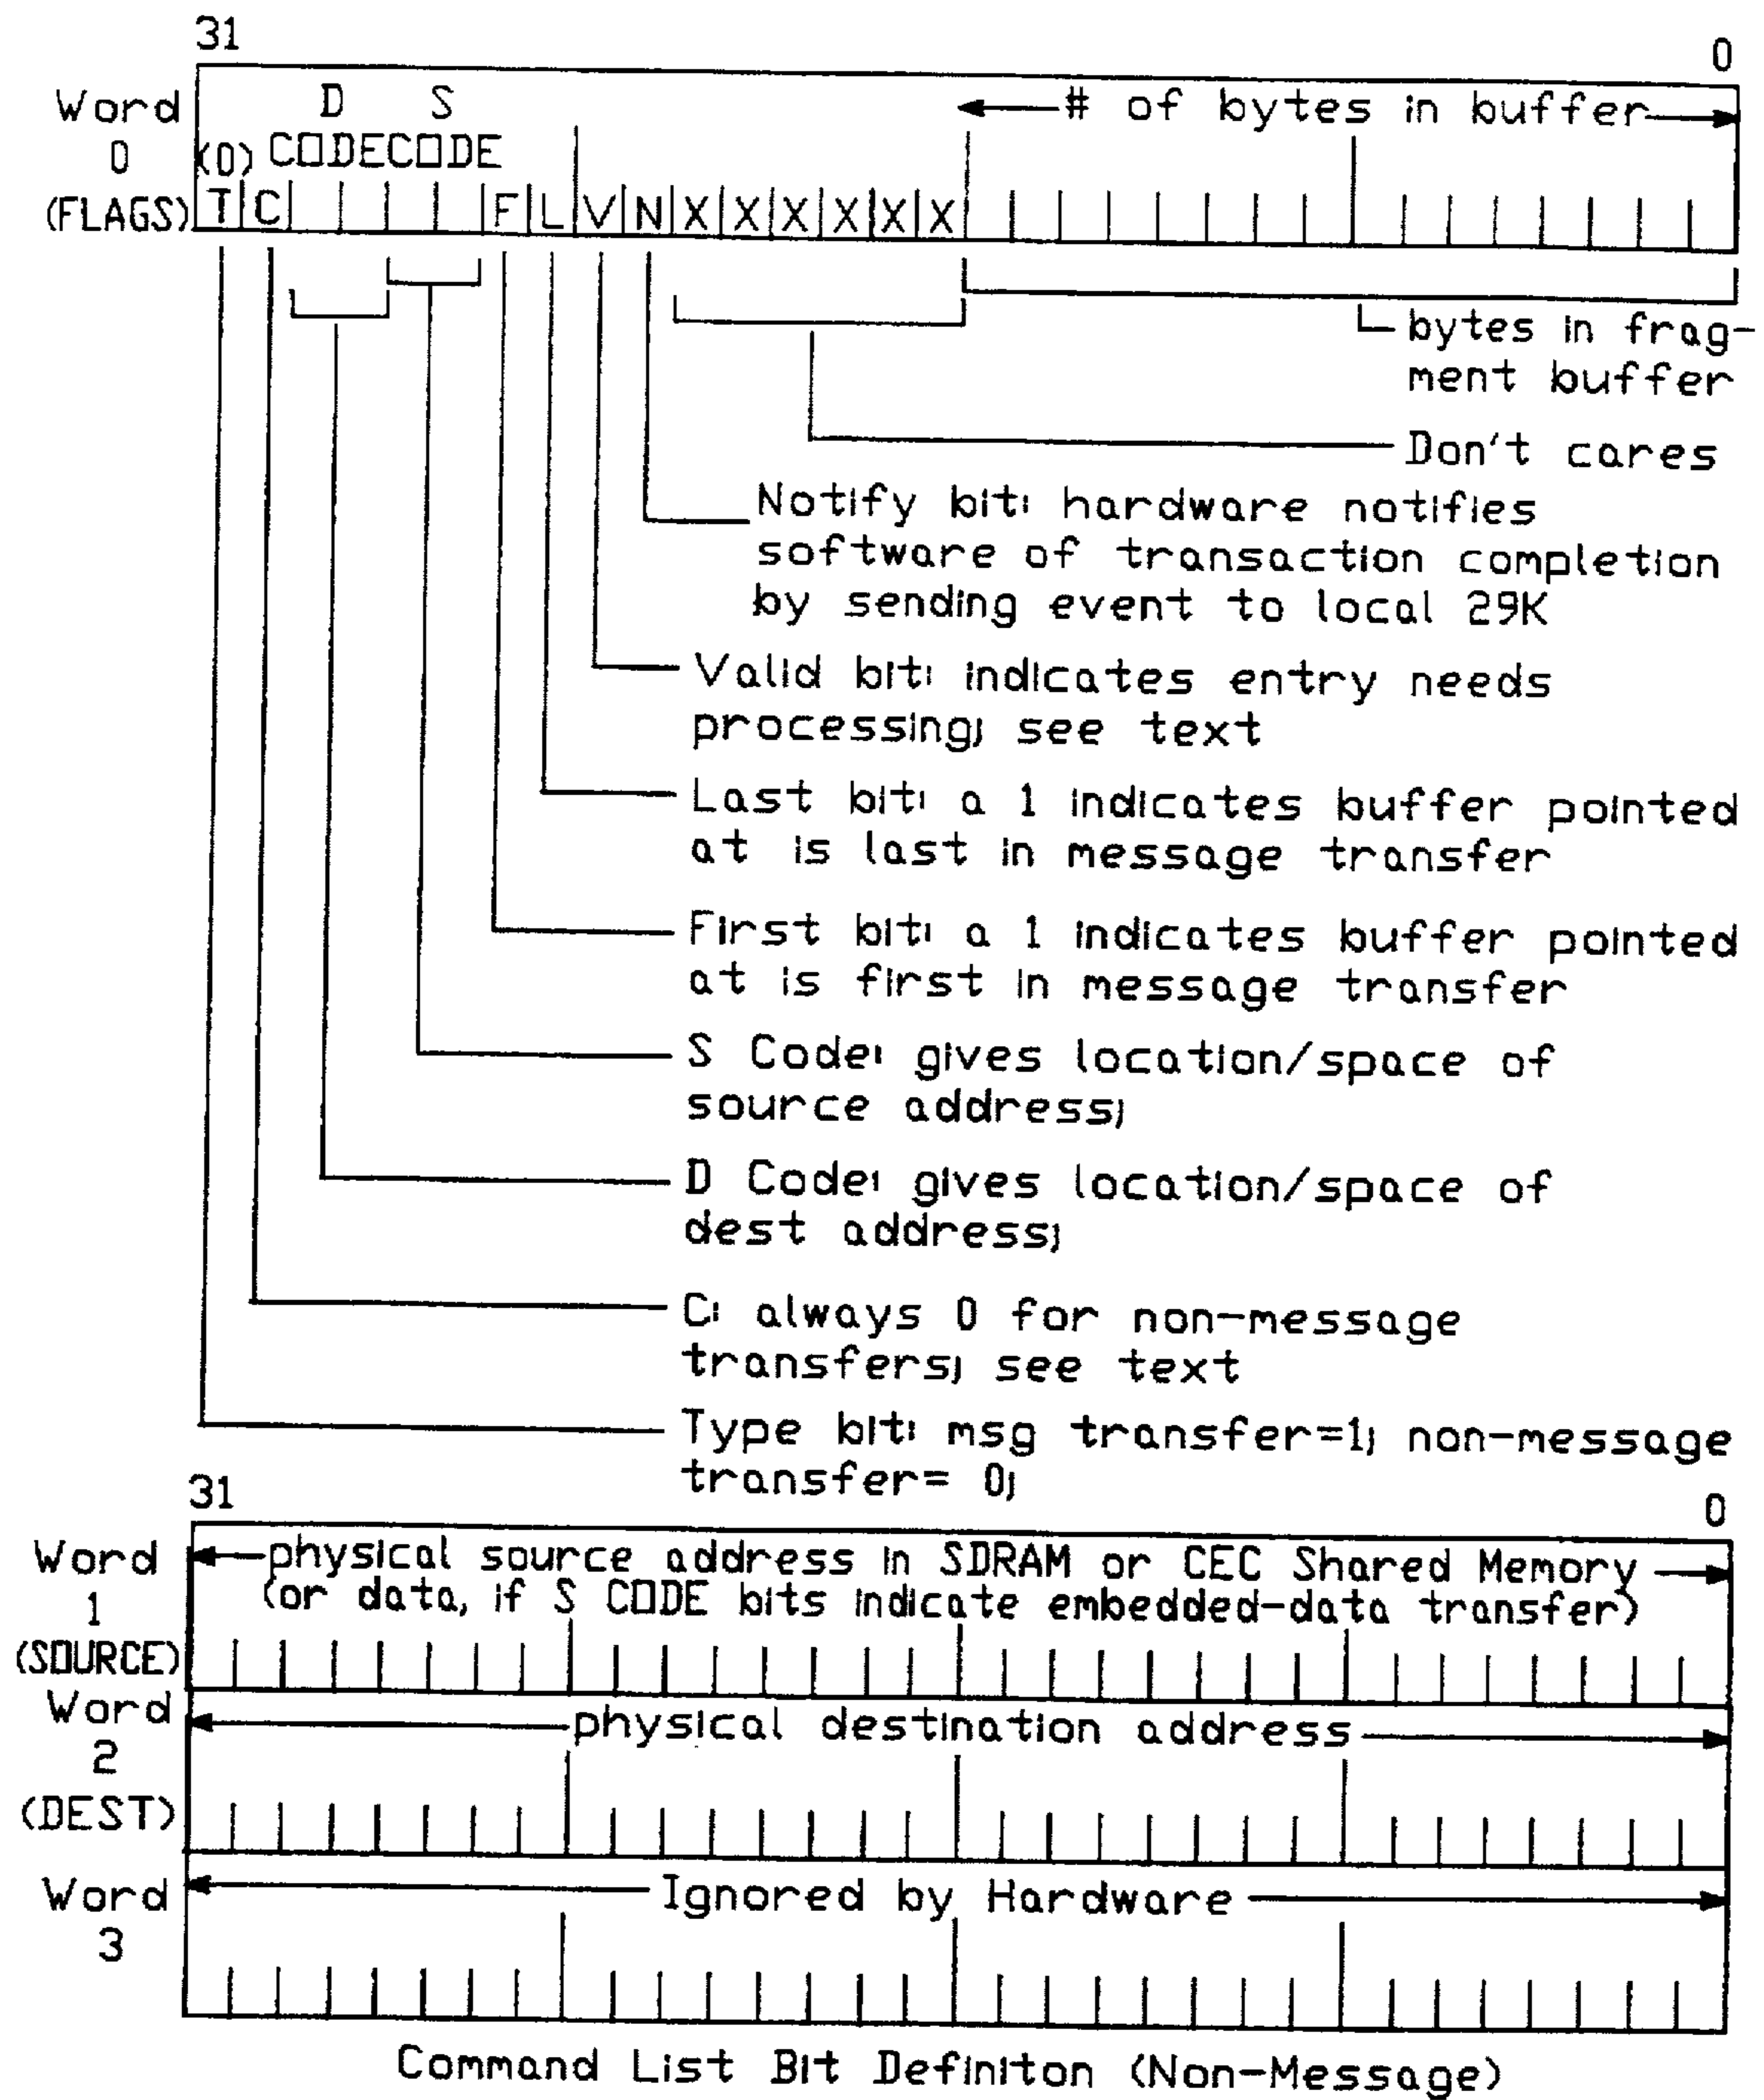 31 0
Word D S # of bytes in buffer
0 (0) CODECODE
(FLAGS) T C F L V N X X X X X X
bytes in frag-
ment buffer
Don't cares
Notify bit: hardware notifies
software of transaction completion
by sending event to local 29K
Valid bit: indicates entry needs
processing; see text
Last bit: a 1 indicates buffer pointed
at is last in message transfer
First bit: a 1 indicates buffer pointed
at is first in message transfer
S Code: gives location/space of
source address;
D Code: gives location/space of
dest address;
C: always 0 for non-message
transfers; see text
Type bit: msg transfer=1; non-message
transfer= 0;
31 0
Word physical source address in SDRAM or CEC Shared Memory
1 (or data, if S CODE bits indicate embedded-data transfer)
(SOURCE)
Word physical destination address
2
(DEST)
Word Ignored by Hardware
3
Command List Bit Definiton (Non-Message)